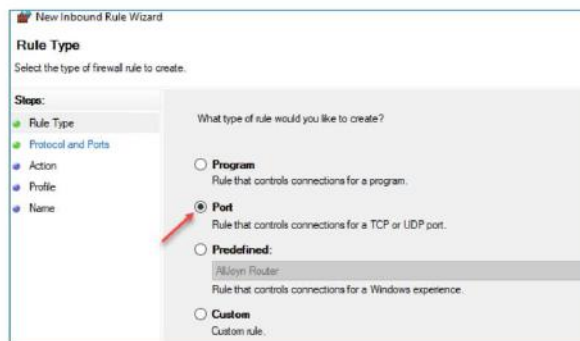 New Inbound Rule Wizard
Rule Type
Select the type of firewall rule to create.
Steps:
Rule Type
Protocol and Ports
Action
Profile
Name
What type of rule would you like to create?
Program
Rule that controls connections for a program.
Port
Rule that controls connections for a TCP or UDP port.
Predefined:
AllJoyn Router
Rule that controls connections for a Windows experience.
Custom
Custom rule.